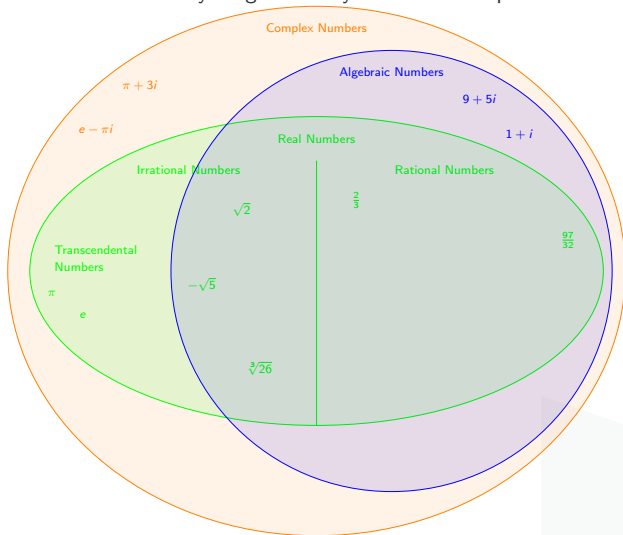 Complex Numbers
Algebraic Numbers
π + 3i
9 + 5i
e − πi
1 + i
Real Numbers
Irrational Numbers
Rational Numbers
√2
2/3
97/32
Transcendental
Numbers
−√5
π
e
∛26